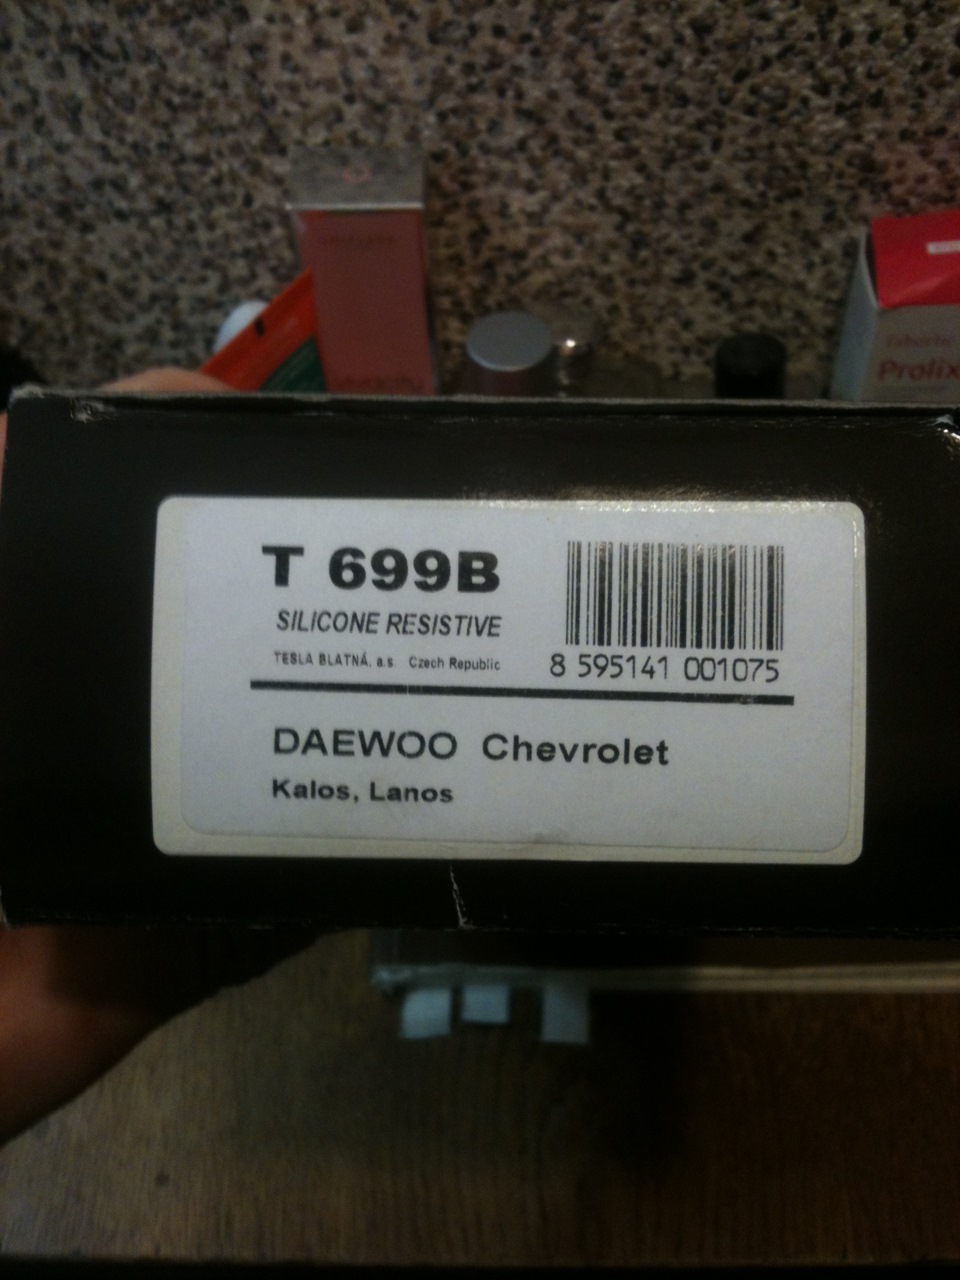 Prolix
T 699B
SILICONE RESISTIVE
TESLA BLATNÁ, a.s. Czech Republic
8 595141 001075
DAEWOO Chevrolet
Kalos, Lanos